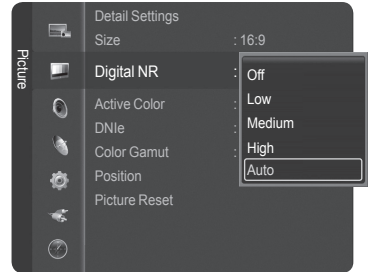 Picture
Detail Settings
Size : 16:9
Digital NR :
Off
Low
Medium
High
Auto
Active Color :
DNIe :
Color Gamut :
Position
Picture Reset